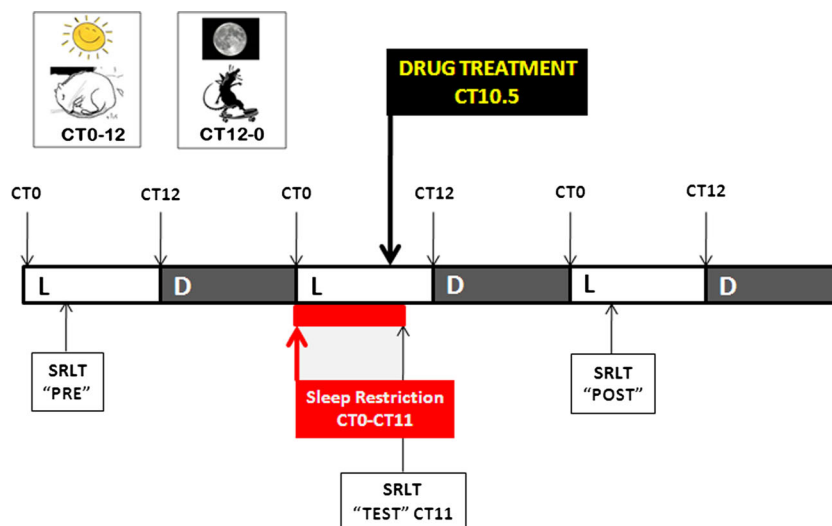 CT0-12
CT12-0
DRUG TREATMENT
CT10.5
CT0
CT12
CT0
CT12
CT0
CT12
L
D
L
D
L
D
SRLT
“PRE”
Sleep Restriction
CT0-CT11
SRLT
“POST”
SRLT
“TEST” CT11